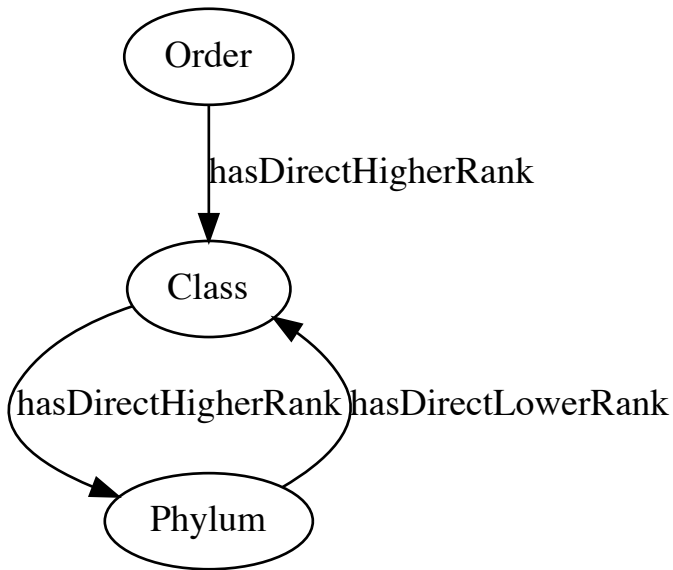 Order
hasDirectHigherRank
Class
hasDirectHigherRank
hasDirectLowerRank
Phylum